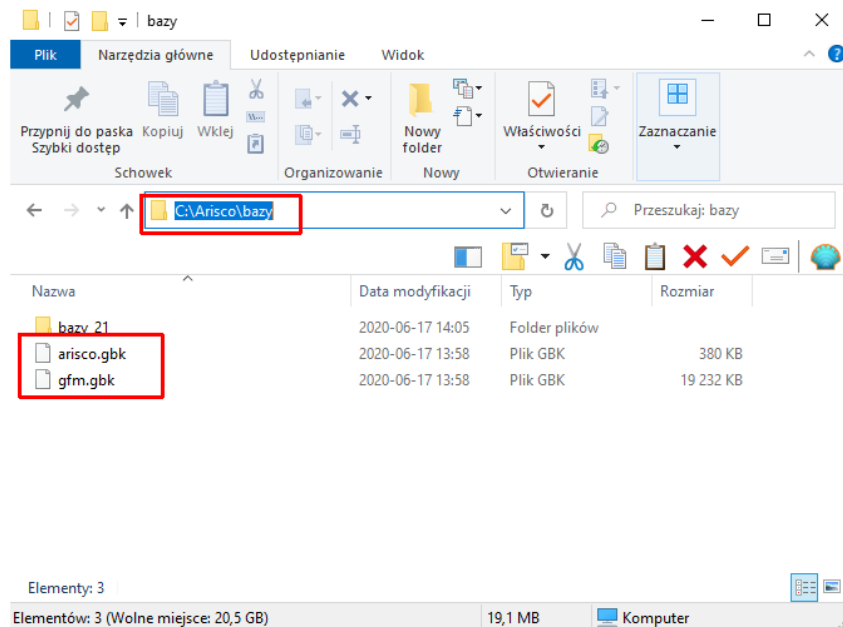 bazy
Plik Narzędzia główne Udostępnianie Widok
Przypnij do paska Szybki dostęp
Kopiuj
Wklej
Nowy folder
Właściwości
Zaznaczanie
Schowek Organizowanie Nowy Otwieranie
C:\Arisco\bazy
Przeszukaj: bazy
Nazwa Data modyfikacji Typ Rozmiar
bazy_21 2020-06-17 14:05 Folder plików
arisco.gbk 2020-06-17 13:58 Plik GBK 380 KB
gfm.gbk 2020-06-17 13:58 Plik GBK 19 232 KB
Elementy: 3
Elementów: 3 (Wolne miejsce: 20,5 GB) 19,1 MB Komputer